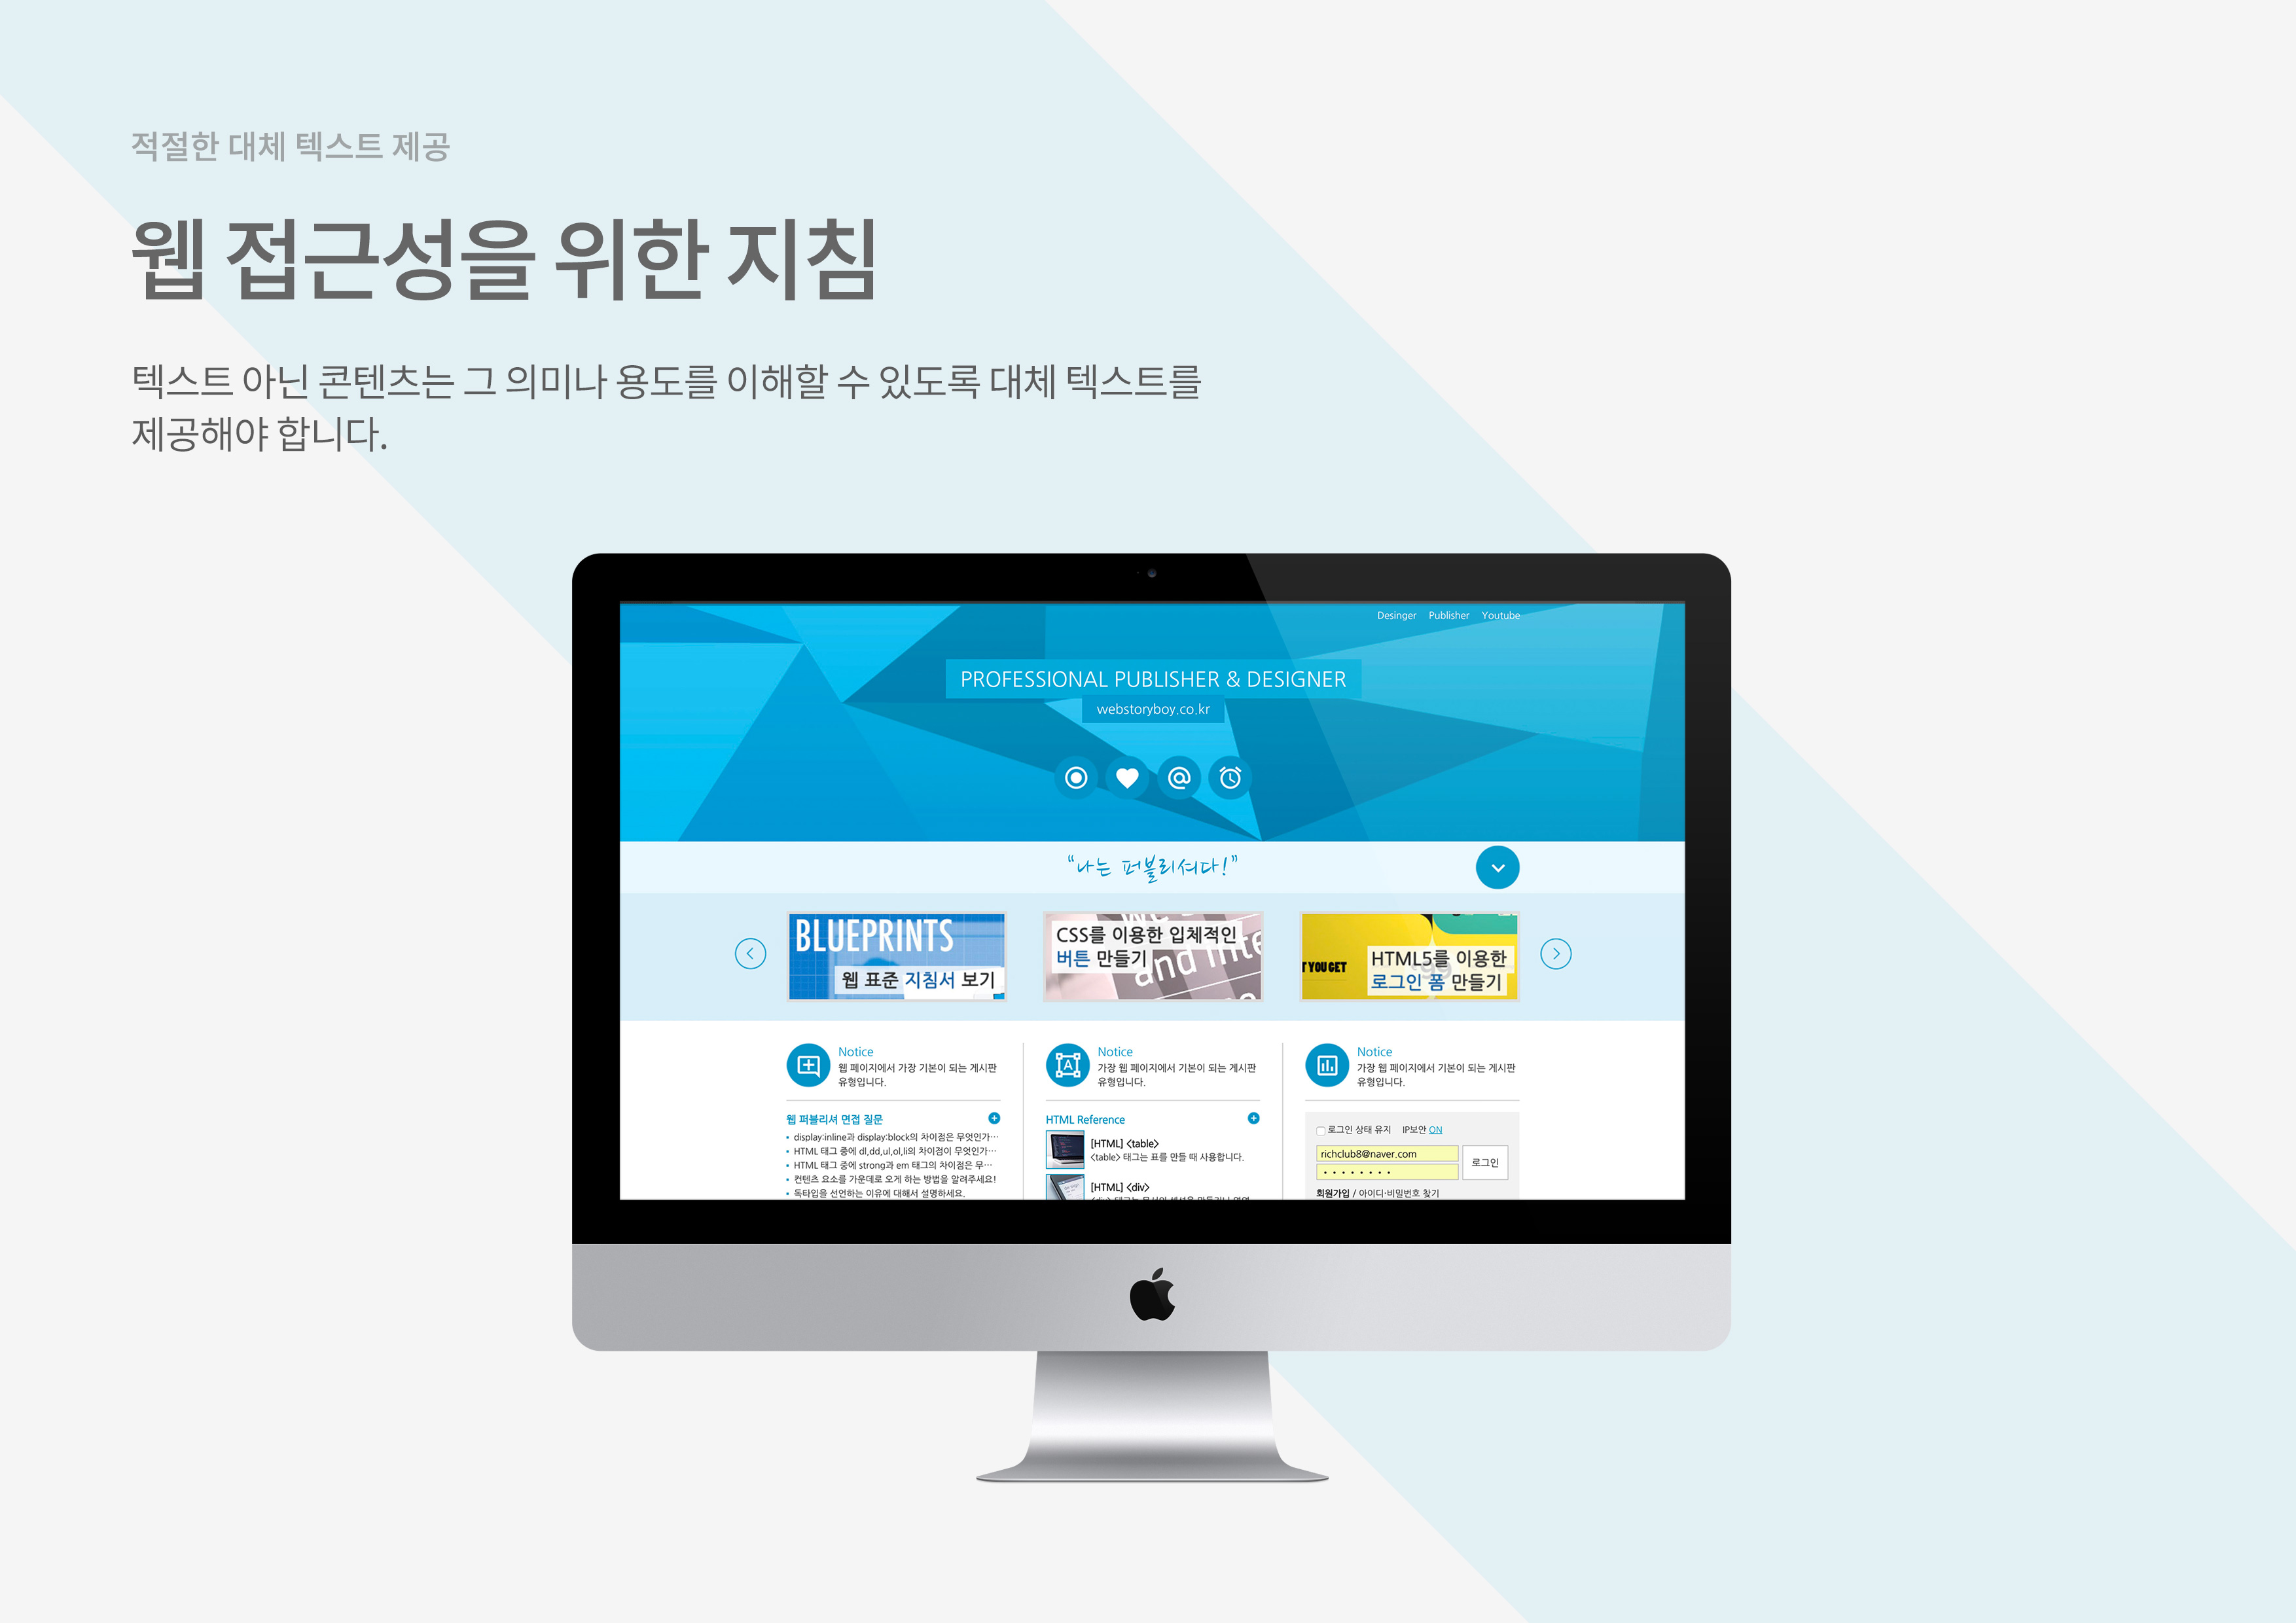 적절한 대체 텍스트 제공
웹 접근성을 위한 지침
텍스트 아닌 콘텐츠는 그 의미나 용도를 이해할 수 있도록 대체 텍스트를
제공해야 합니다.
Desinger Publisher Youtube
PROFESSIONAL PUBLISHER & DESIGNER
webstoryboy.co.kr
“나는 퍼블리셔다!”
BLUEPRINTS
웹 표준 지침서 보기
CSS를 이용한 입체적인
버튼 만들기
and
T YOU GET
HTML5를 이용한
로그인 폼 만들기
Notice
웹 페이지에서 가장 기본이 되는 게시판
유형입니다.
웹 퍼블리셔 면접 질문
display:inline과 display:block의 차이점은 무엇인가…
HTML 태그 중에 dl,dd,ul,ol,li의 차이점이 무엇인가…
HTML 태그 중에 strong과 em 태그의 차이점은 무…
컨텐츠 요소를 가운데로 오게 하는 방법을 알려주세요!
독타입을 선언하는 이유에 대해서 설명하세요.
Notice
가장 웹 페이지에서 기본이 되는 게시판
유형입니다.
HTML Reference
[HTML] <table>
<table> 태그는 표를 만들 때 사용합니다.
[HTML] <div>
Notice
가장 웹 페이지에서 기본이 되는 게시판
유형입니다.
로그인 상태 유지 IP보안 ON
richclub8@naver.com
로그인
회원가입 / 아이디·비밀번호 찾기